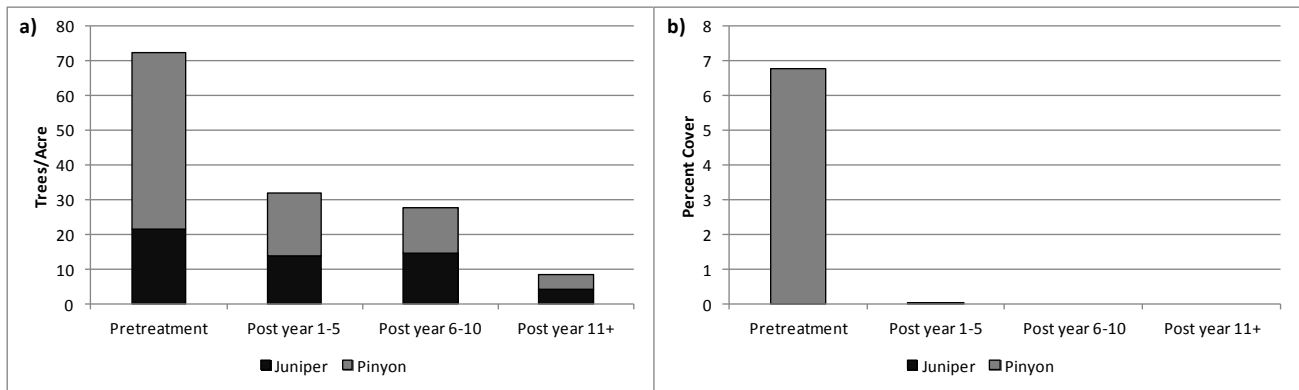 a)
Trees/Acre
80
70
60
50
40
30
20
10
0
Pretreatment Post year 1-5 Post year 6-10 Post year 11+
Juniper Pinyon
b)
Percent Cover
8
7
6
5
4
3
2
1
0
Pretreatment Post year 1-5 Post year 6-10 Post year 11+
Juniper Pinyon